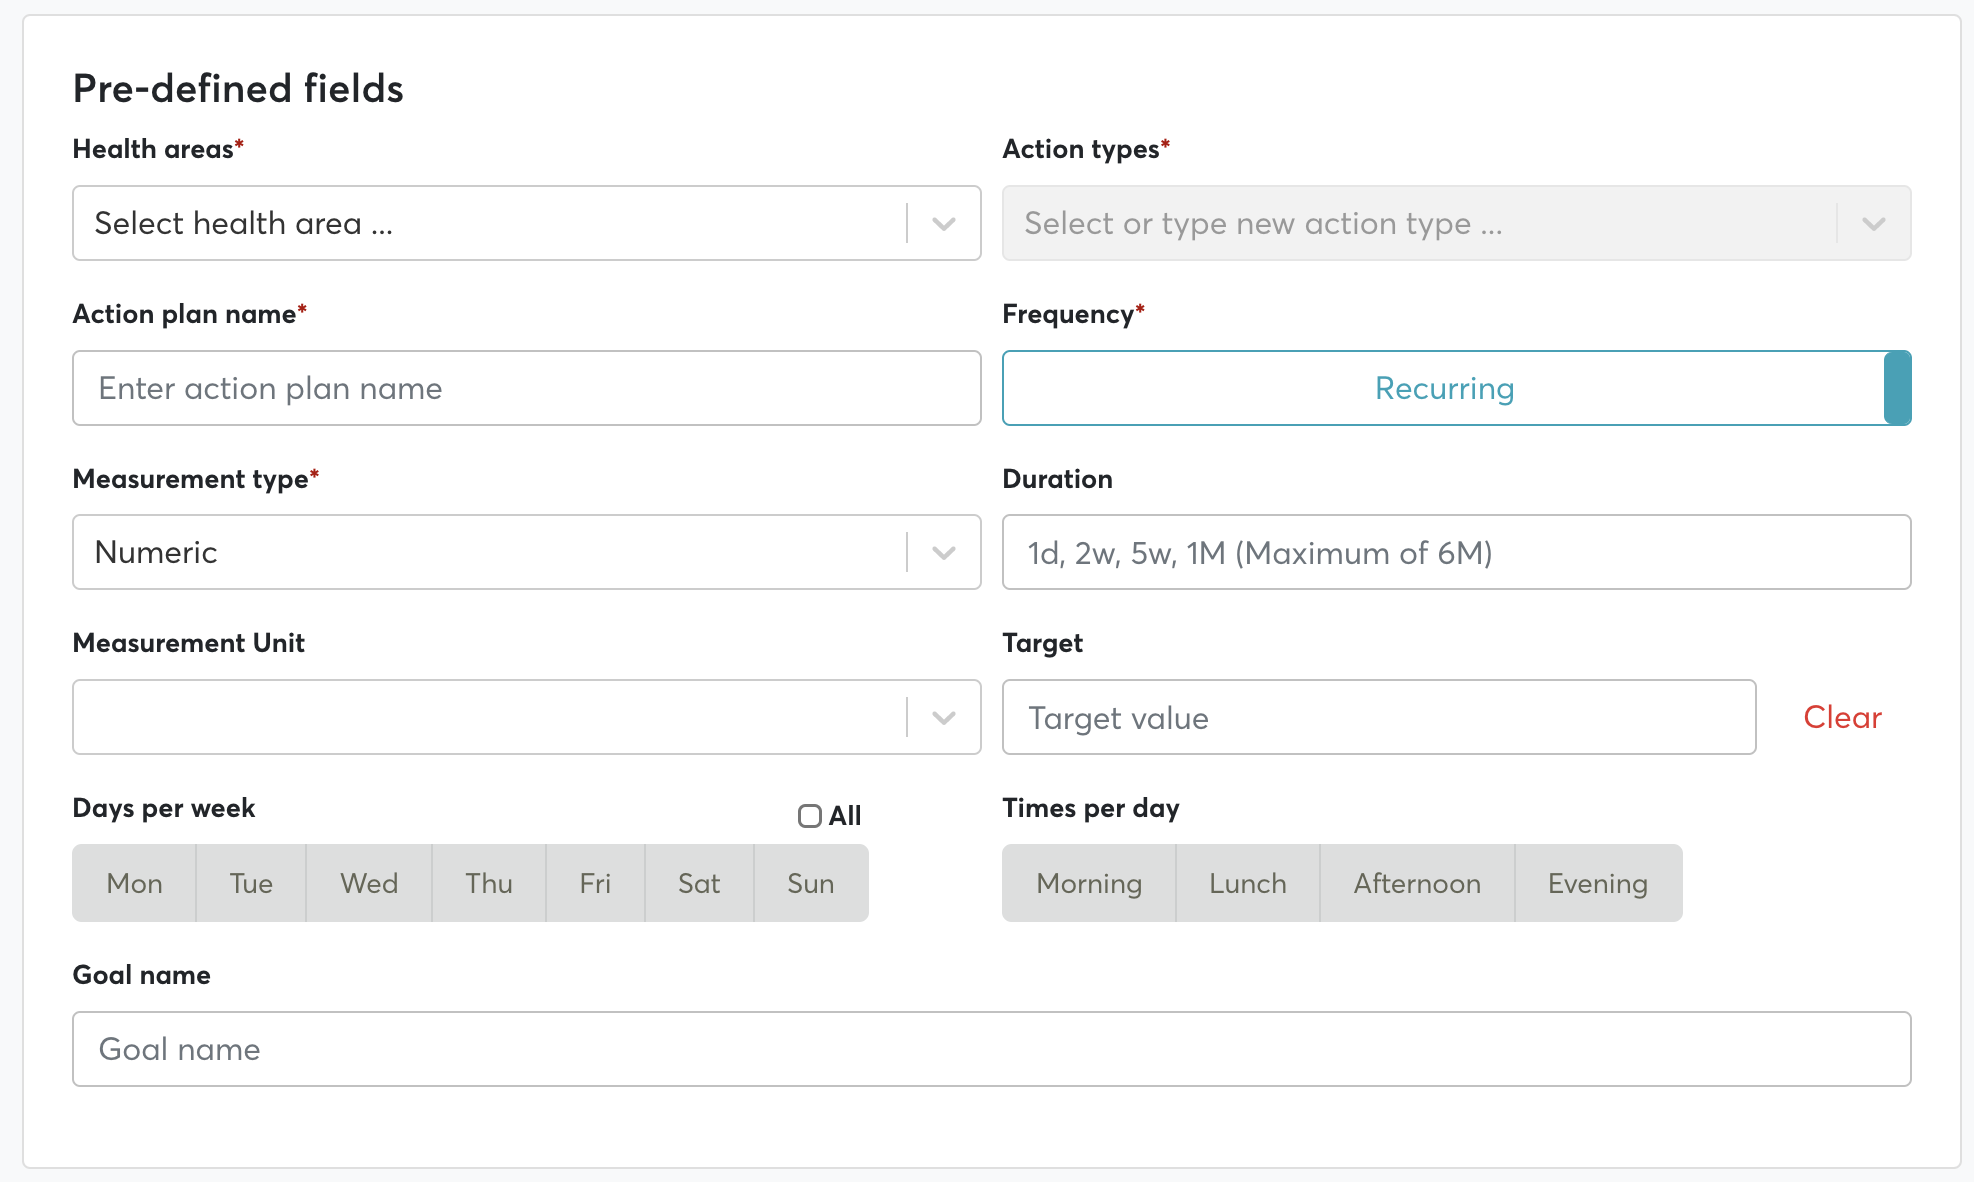 Pre-defined fields
Health areas*
Action types*
Select health area ...
Select or type new action type ...
Action plan name*
Frequency*
Enter action plan name
Recurring
Measurement type*
Duration
Numeric
1d, 2w, 5w, 1M (Maximum of 6M)
Measurement Unit
Target
Target value
Clear
Days per week
All
Times per day
Mon Tue Wed Thu Fri Sat Sun
Morning Lunch Afternoon Evening
Goal name
Goal name